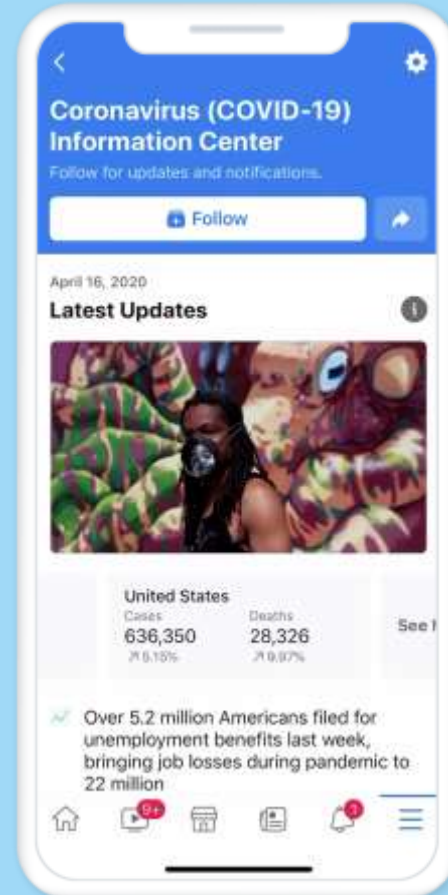 Coronavirus (COVID-19)
Information Center
Follow for updates and notifications.
Follow
April 16, 2020
Latest Updates
United States
Cases
Deaths
636,350
28,326
5.15%
9.97%
See
Over 5.2 million Americans filed for
unemployment benefits last week,
bringing job losses during pandemic to
22 million
9+
3